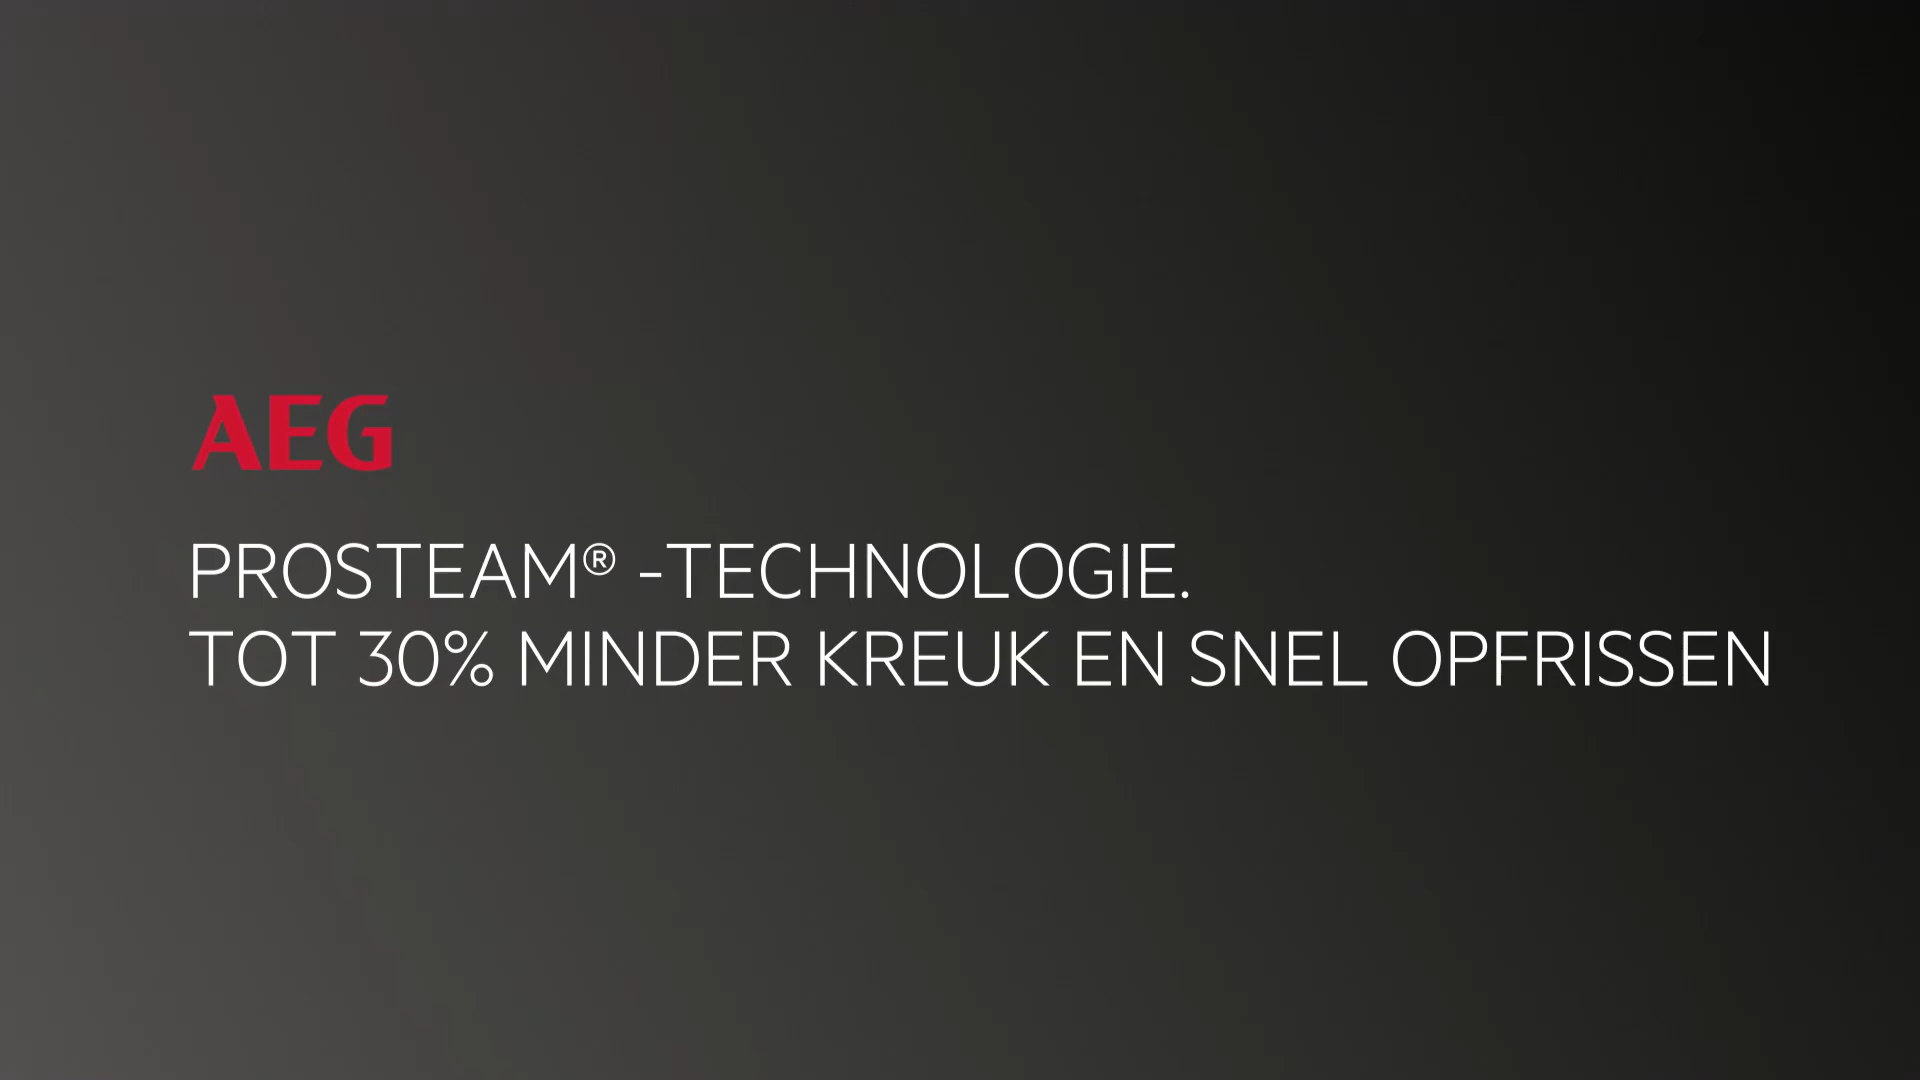 AEG
PROSTEAM® -TECHNOLOGIE.
TOT 30% MINDER KREUK EN SNEL OPFRISSEN